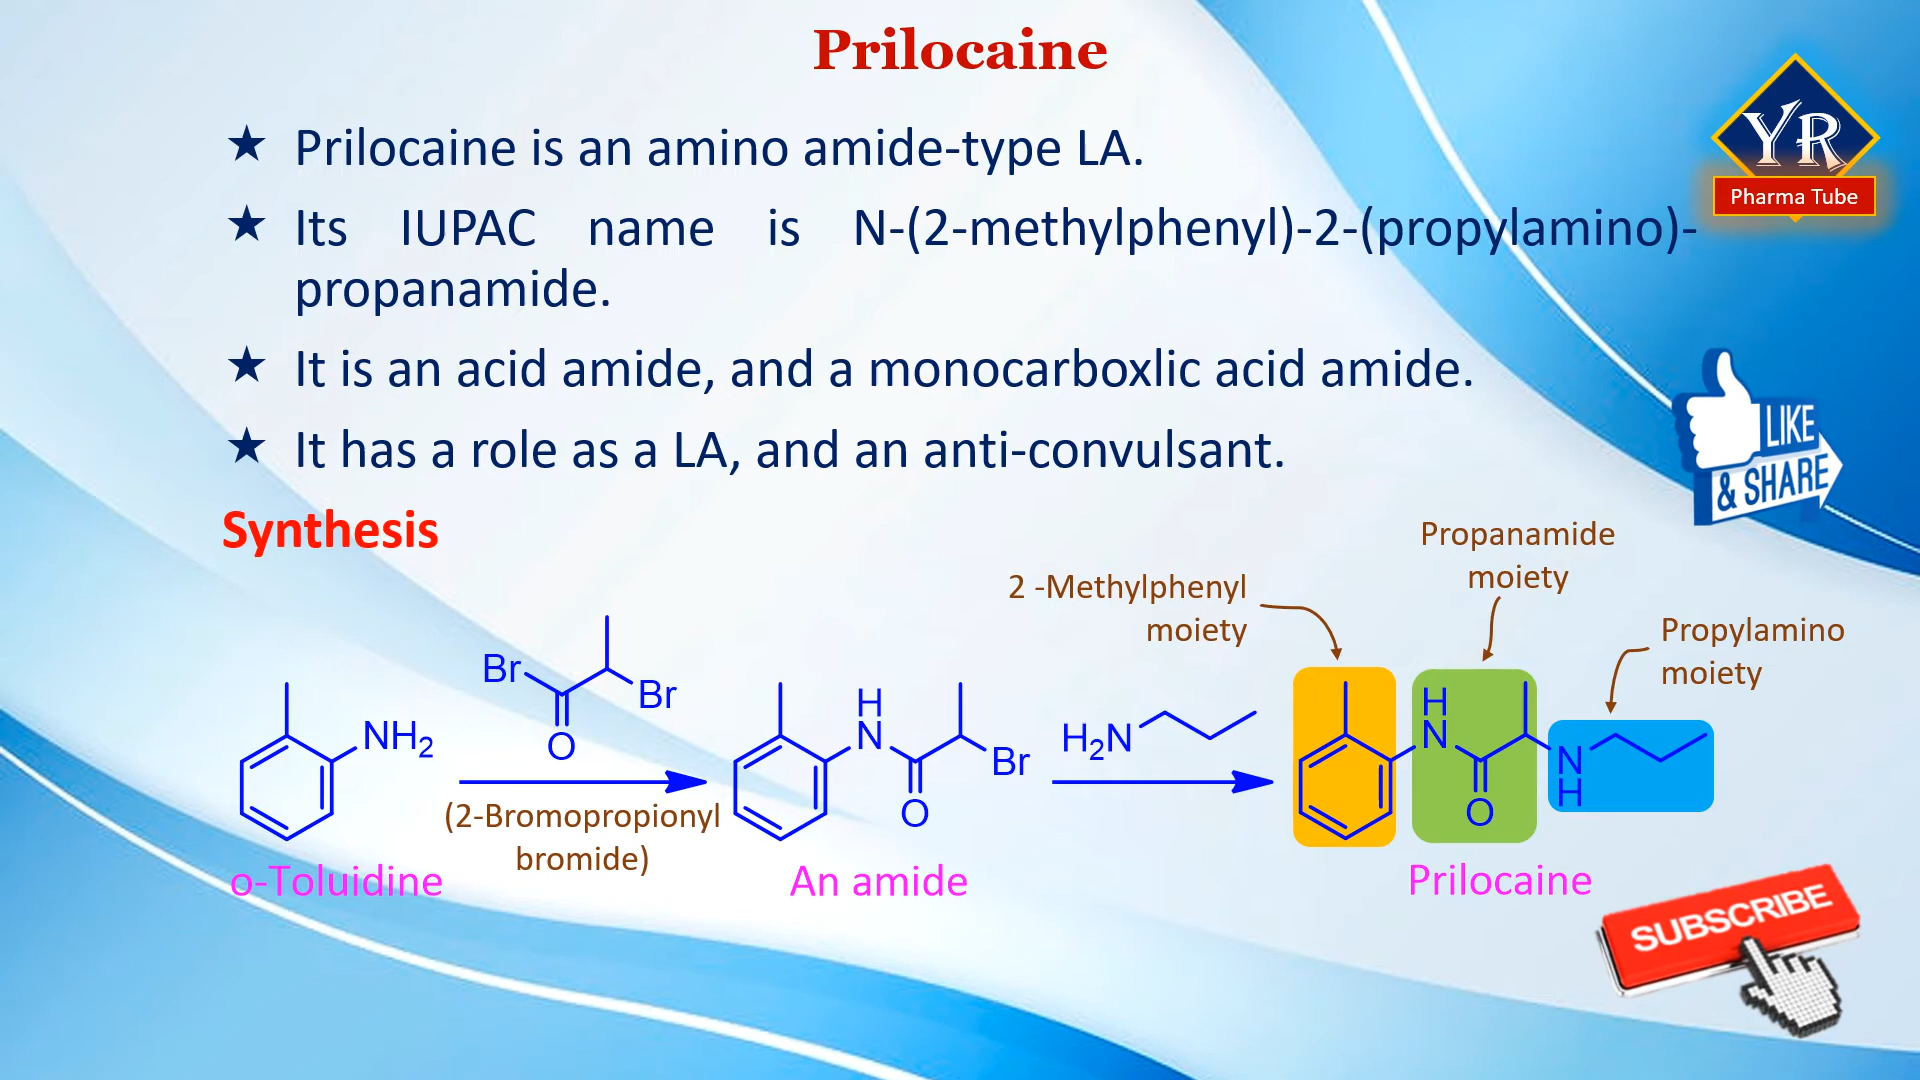 Prilocaine
YR
Pharma Tube
★ Prilocaine is an amino amide-type LA.
★ Its IUPAC name is N-(2-methylphenyl)-2-(propylamino)-
propanamide.
★ It is an acid amide, and a monocarboxlic acid amide.
★ It has a role as a LA, and an anti-convulsant.
LIKE
& SHARE
Synthesis
Propanamide
moiety
2 -Methylphenyl
moiety
Propylamino
moiety
NH2
Br
Br
O
(2-Bromopropionyl
bromide)
H
N
O
Br
H2N
H
N
O
N
H
o-Toluidine
An amide
Prilocaine
SUBSCRIBE